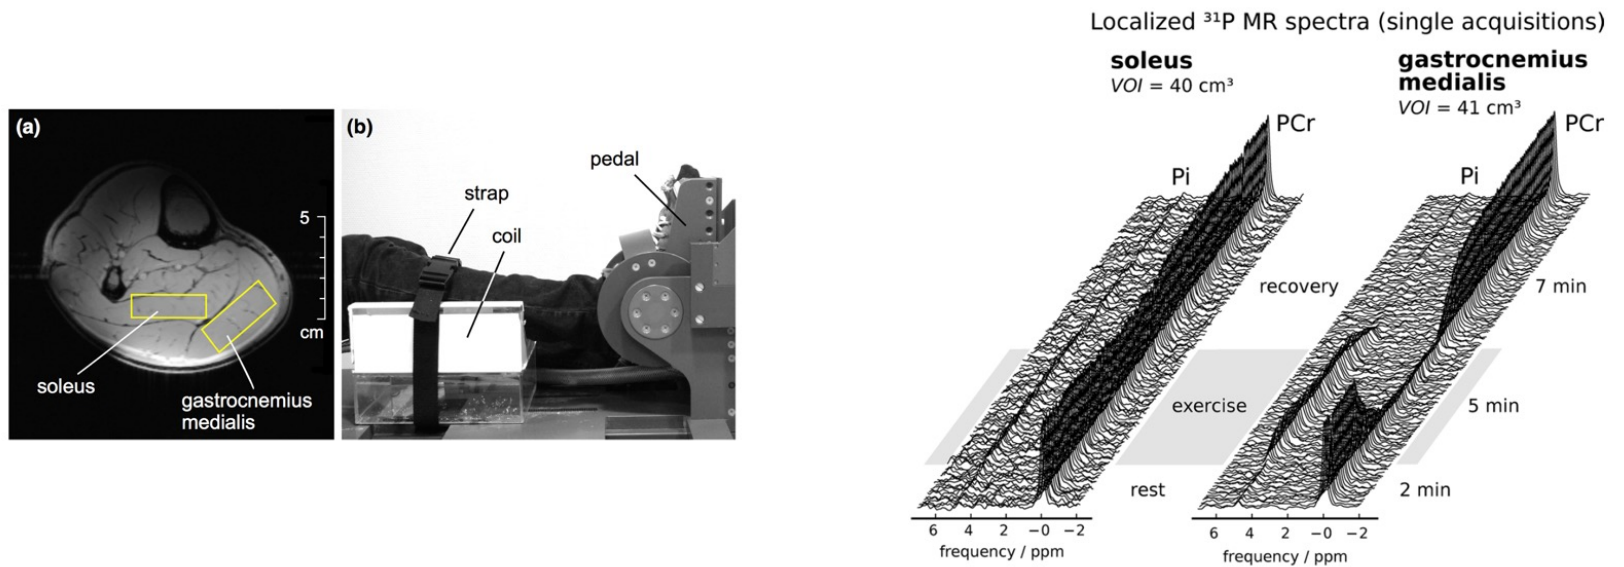 (a)
5
cm
soleus
gastrocnemius
medialis
(b)
pedal
strap
coil
Localized ³¹P MR spectra (single acquisitions)
soleus
VOI = 40 cm³
gastrocnemius
medialis
VOI = 41 cm³
PCr
PCr
Pi
Pi
recovery
7 min
exercise
5 min
rest
2 min
6 4 2 −0 −2
frequency / ppm
6 4 2 −0 −2
frequency / ppm